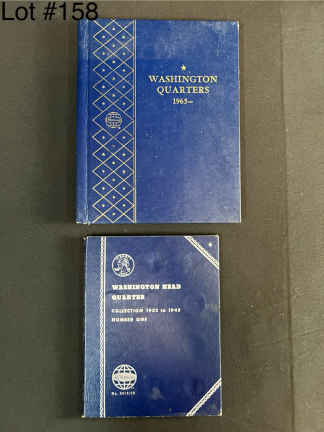 Lot #158
WASHINGTON
QUARTERS
1965—
WASHINGTON HEAD
QUARTER
COLLECTION 1932 to 1945
NUMBER ONE